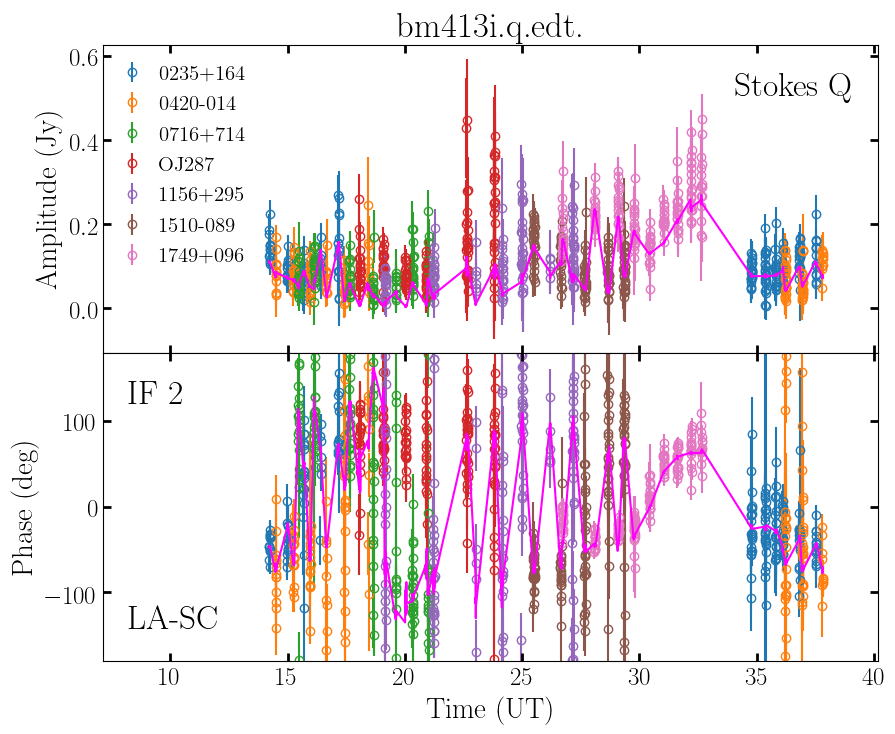 bm413i.q.edt.
Stokes Q
0235+164
0420-014
0716+714
OJ287
1156+295
1510-089
1749+096
Amplitude (Jy)
0.6
0.4
0.2
0.0
IF 2
LA-SC
Phase (deg)
100
0
−100
10 15 20 25 30 35 40
Time (UT)